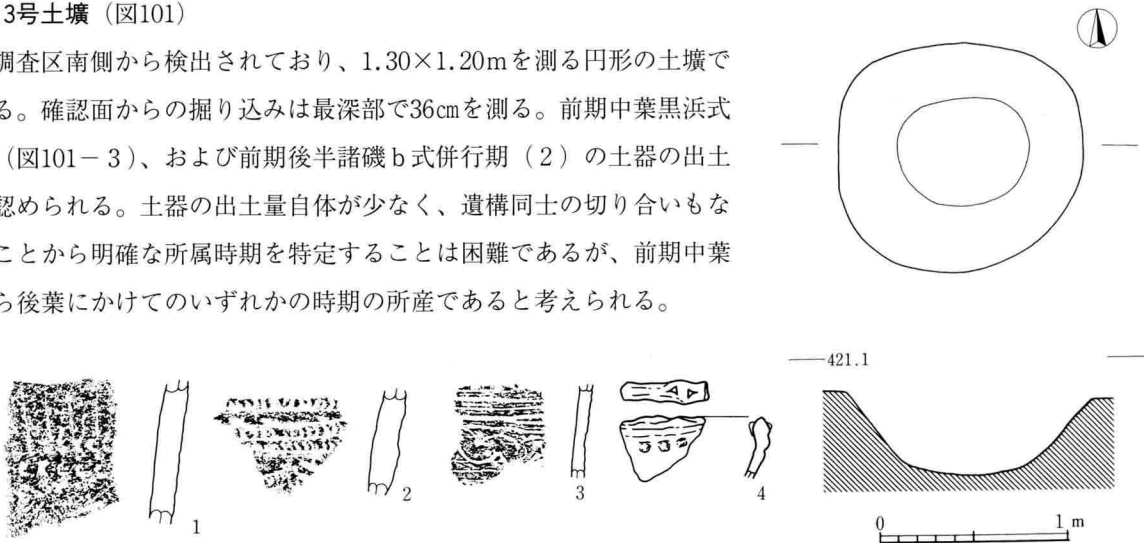 3号土壙（図101）
調査区南側から検出されており、1.30×1.20mを測る円形の土壙で
る。確認面からの掘り込みは最深部で36㎝を測る。前期中葉黒浜式
（図101－3）、および前期後半諸磯ｂ式併行期（2）の土器の出土
認められる。土器の出土量自体が少なく、遺構同士の切り合いもな
ことから明確な所属時期を特定することは困難であるが、前期中葉
ら後葉にかけてのいずれかの時期の所産であると考えられる。
421.1
1
2
3
4
0 1 m